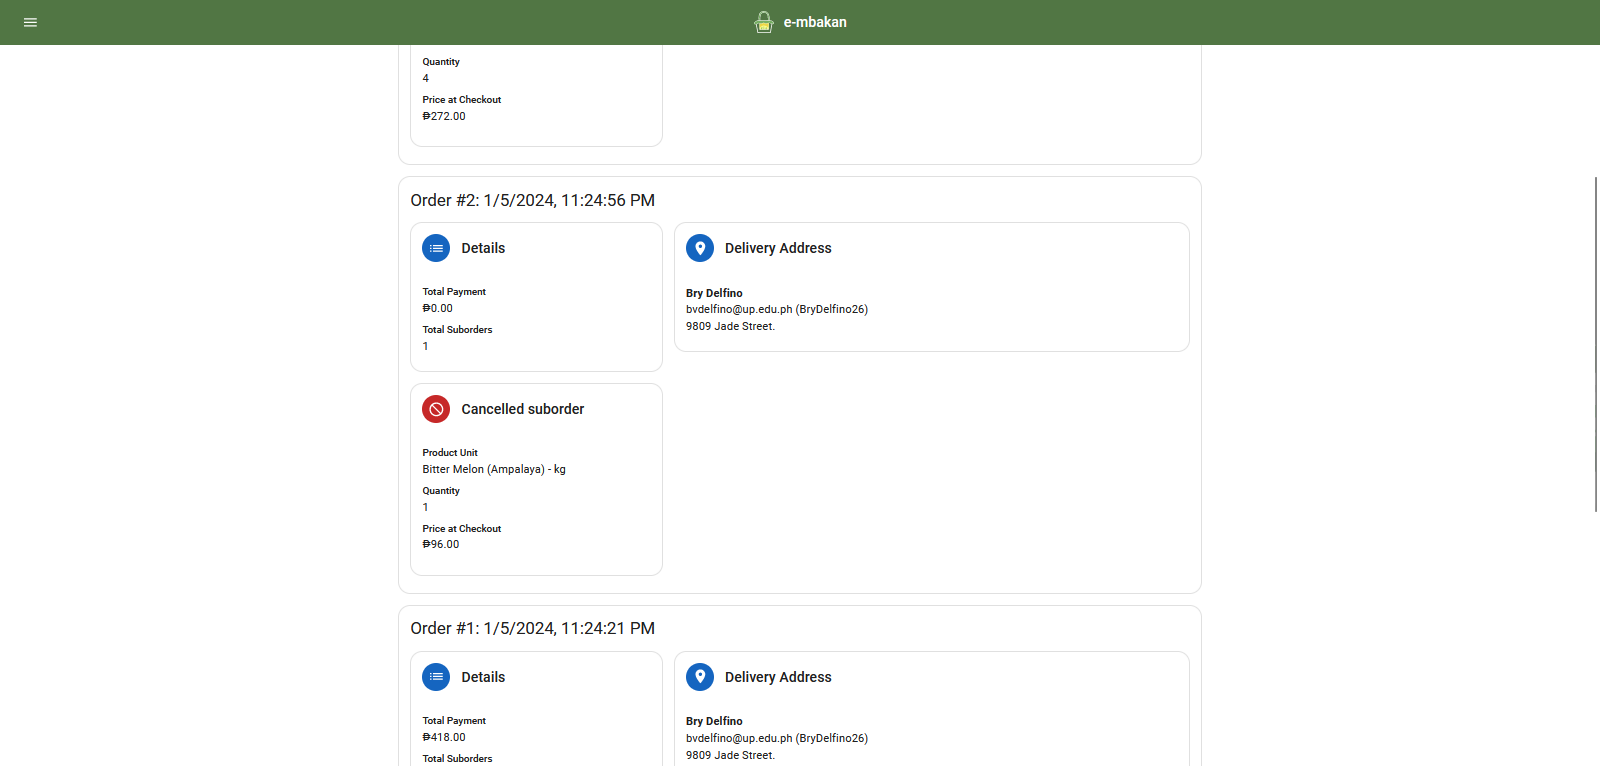 e-mbakan
Quantity
4
Price at Checkout
₱272.00
Order #2: 1/5/2024, 11:24:56 PM
Details
Total Payment
₱0.00
Total Suborders
1
Delivery Address
Bry Delfino
bvdelfino@up.edu.ph (BryDelfino26)
9809 Jade Street.
Cancelled suborder
Product Unit
Bitter Melon (Ampalaya) - kg
Quantity
1
Price at Checkout
₱96.00
Order #1: 1/5/2024, 11:24:21 PM
Details
Total Payment
₱418.00
Total Suborders
Delivery Address
Bry Delfino
bvdelfino@up.edu.ph (BryDelfino26)
9809 Jade Street.